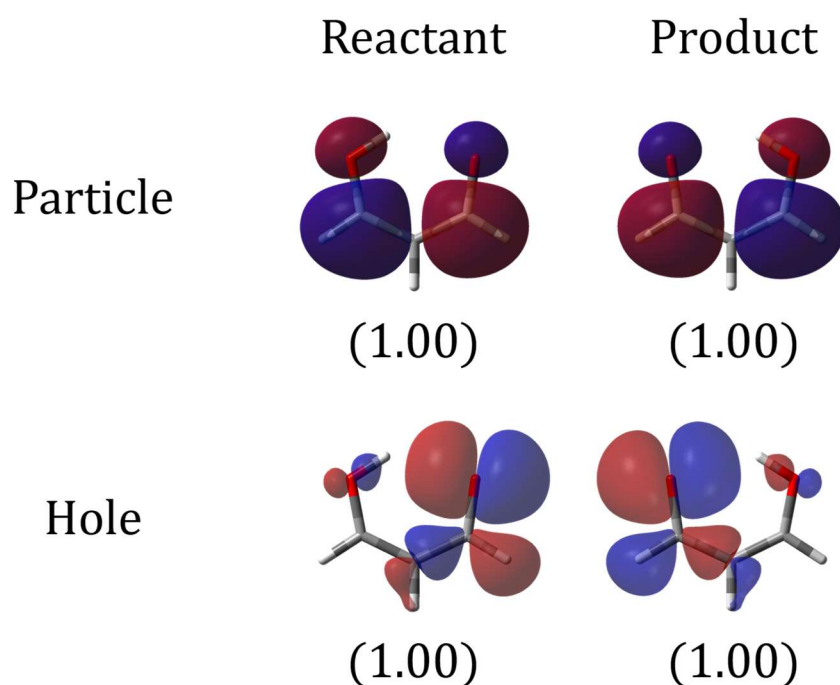 Reactant Product
Particle
(1.00) (1.00)
Hole
(1.00) (1.00)